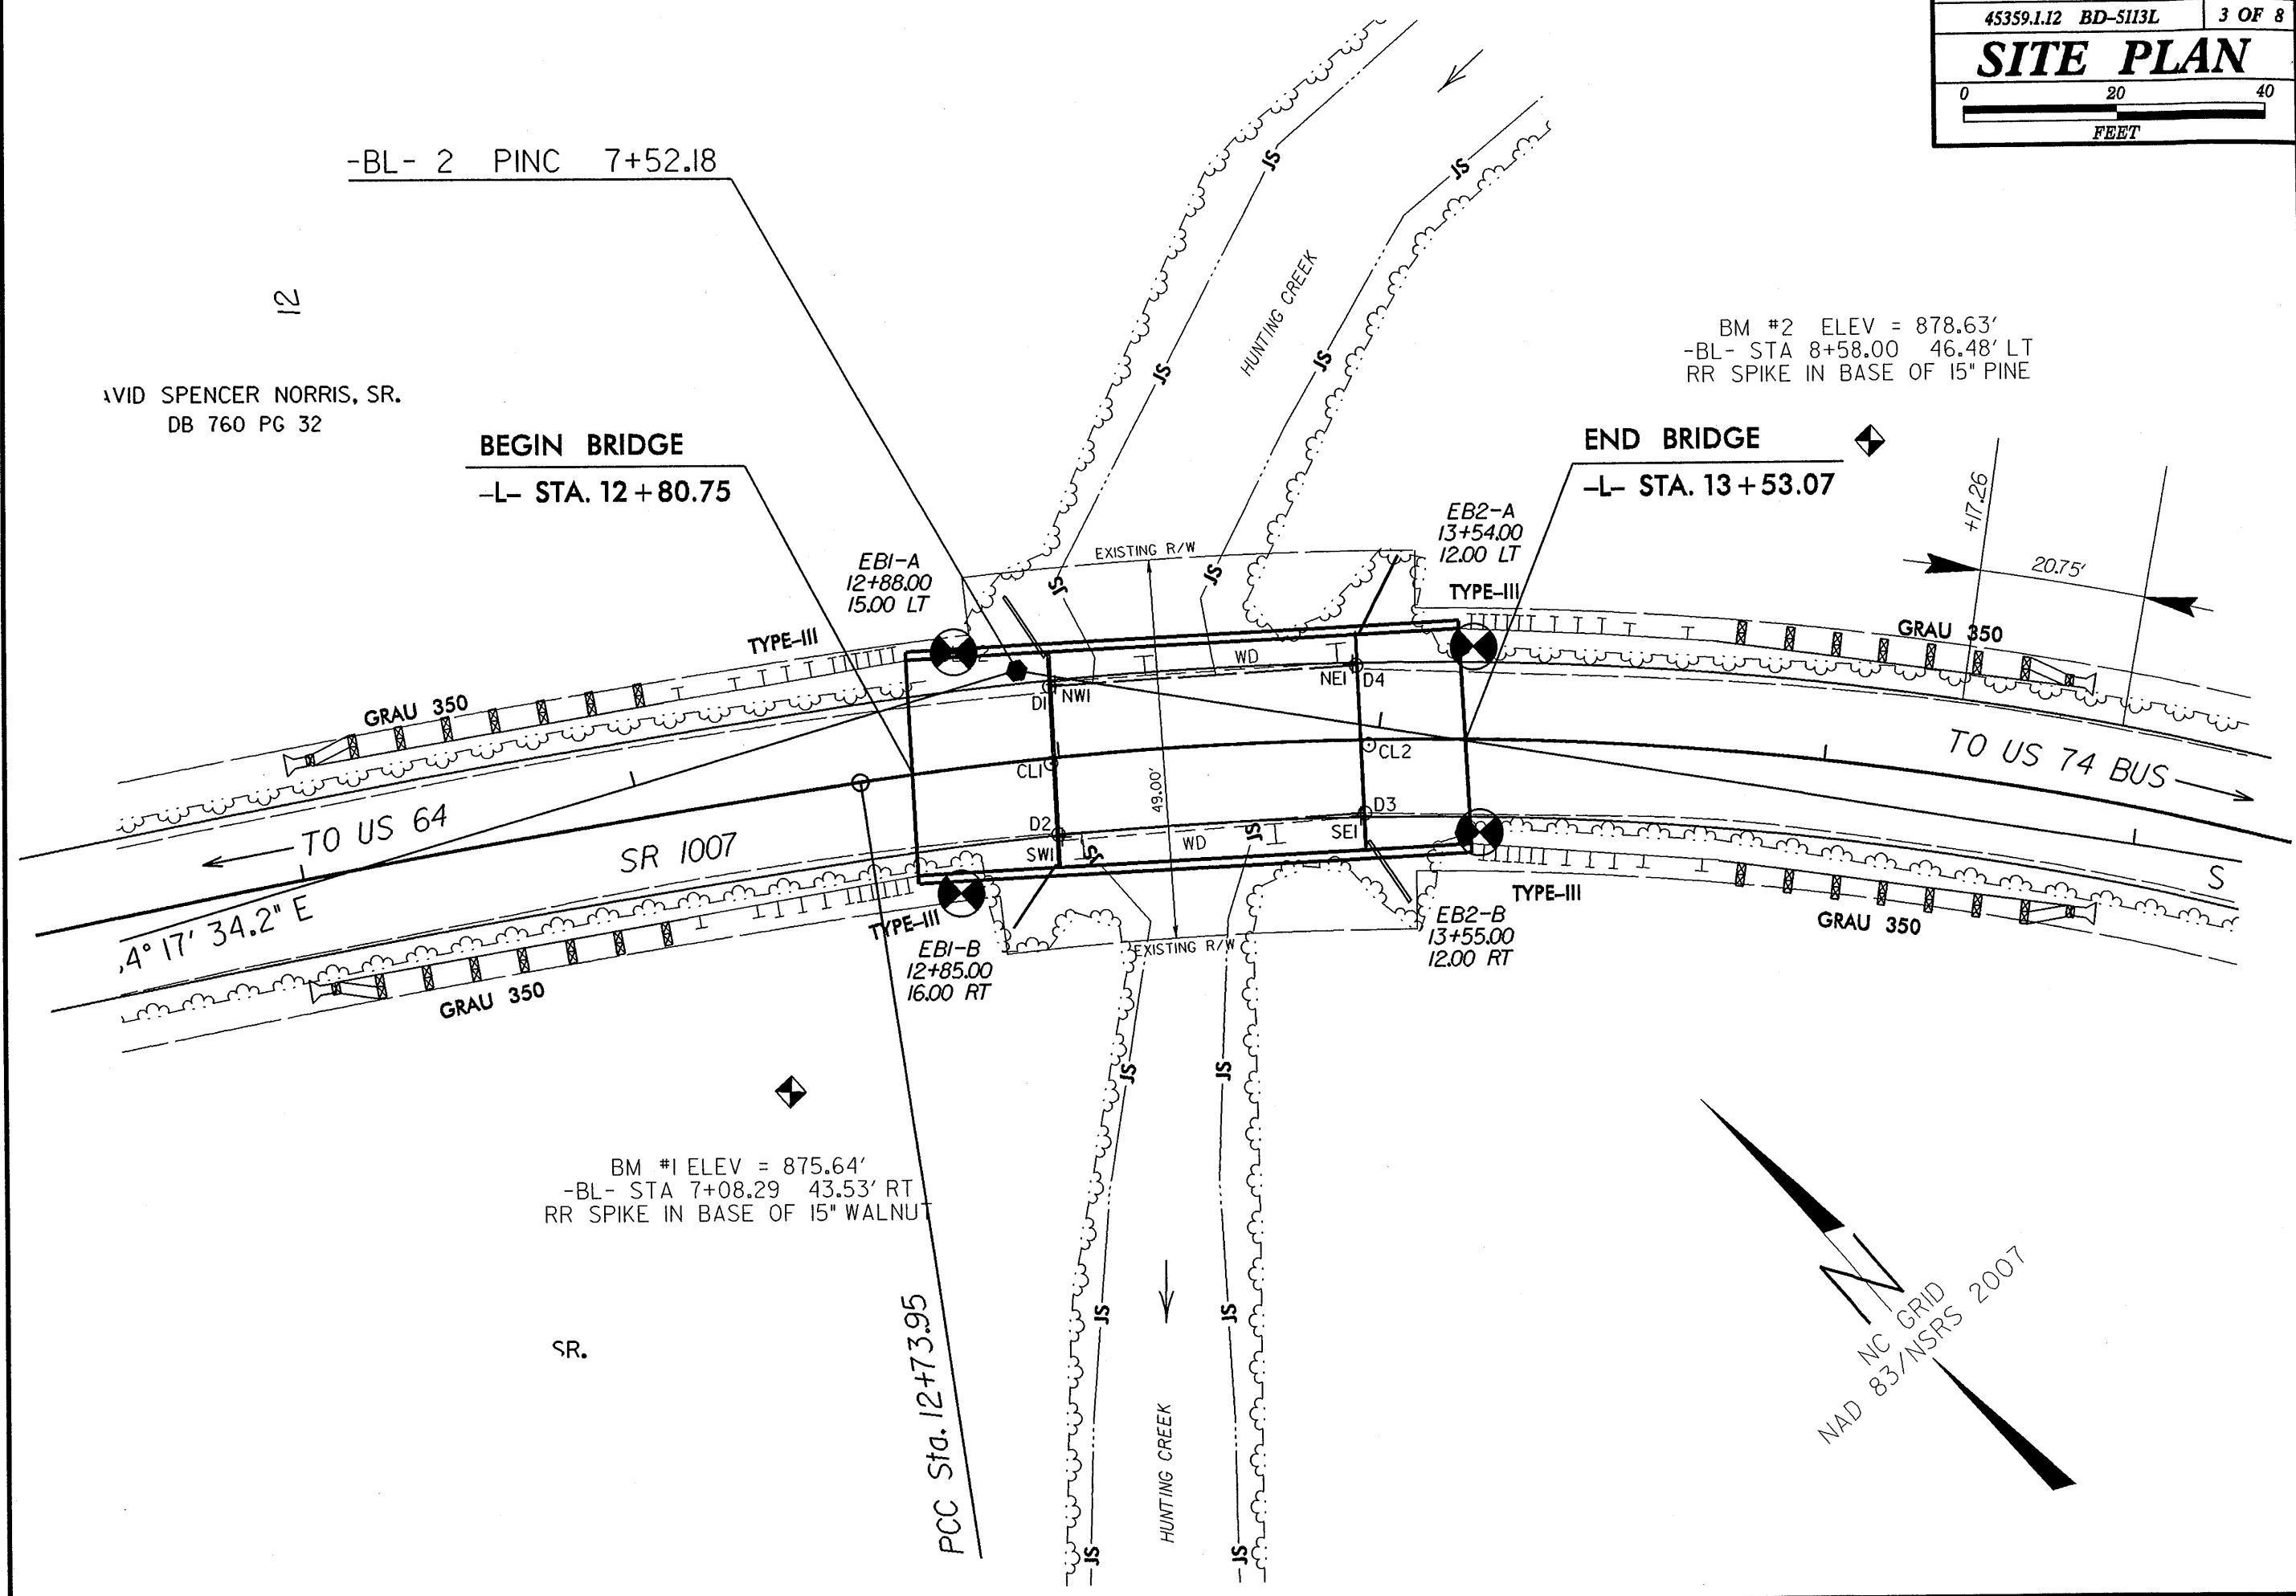 45359.1.12 BD-5113L 3 OF 8
SITE PLAN
0 20 40
FEET
-BL- 2 PINC 7+52.18
12
VID SPENCER NORRIS, SR.
DB 760 PG 32
BEGIN BRIDGE
-L- STA. 12+80.75
HUNTING CREEK
JS
JS
JS
JS
JS
JS
BM #2 ELEV = 878.63'
-BL- STA 8+58.00 46.48' LT
RR SPIKE IN BASE OF 15" PINE
END BRIDGE
-L- STA. 13+53.07
+17.26
20.75'
EB1-A
12+88.00
15.00 LT
EXISTING R/W
EB2-A
13+54.00
12.00 LT
TYPE-III
TYPE-III
GRAU 350
GRAU 350
WD
D1 NW1
NE1 D4
CL1
CL2
49.00'
TO US 74 BUS
TO US 64
SR 1007
D2
D3
SW1
SE1
JS
JS
WD
S
4° 17' 34.2" E
TYPE-III
TYPE-III
GRAU 350
GRAU 350
EB1-B
12+85.00
16.00 RT
EXISTING R/W
EB2-B
13+55.00
12.00 RT
JS
JS
JS
JS
JS
JS
BM #1 ELEV = 875.64'
-BL- STA 7+08.29 43.53' RT
RR SPIKE IN BASE OF 15" WALNUT
SR.
PCC Sta. 12+73.95
HUNTING CREEK
NC GRID
NAD 83/NSRS 2007